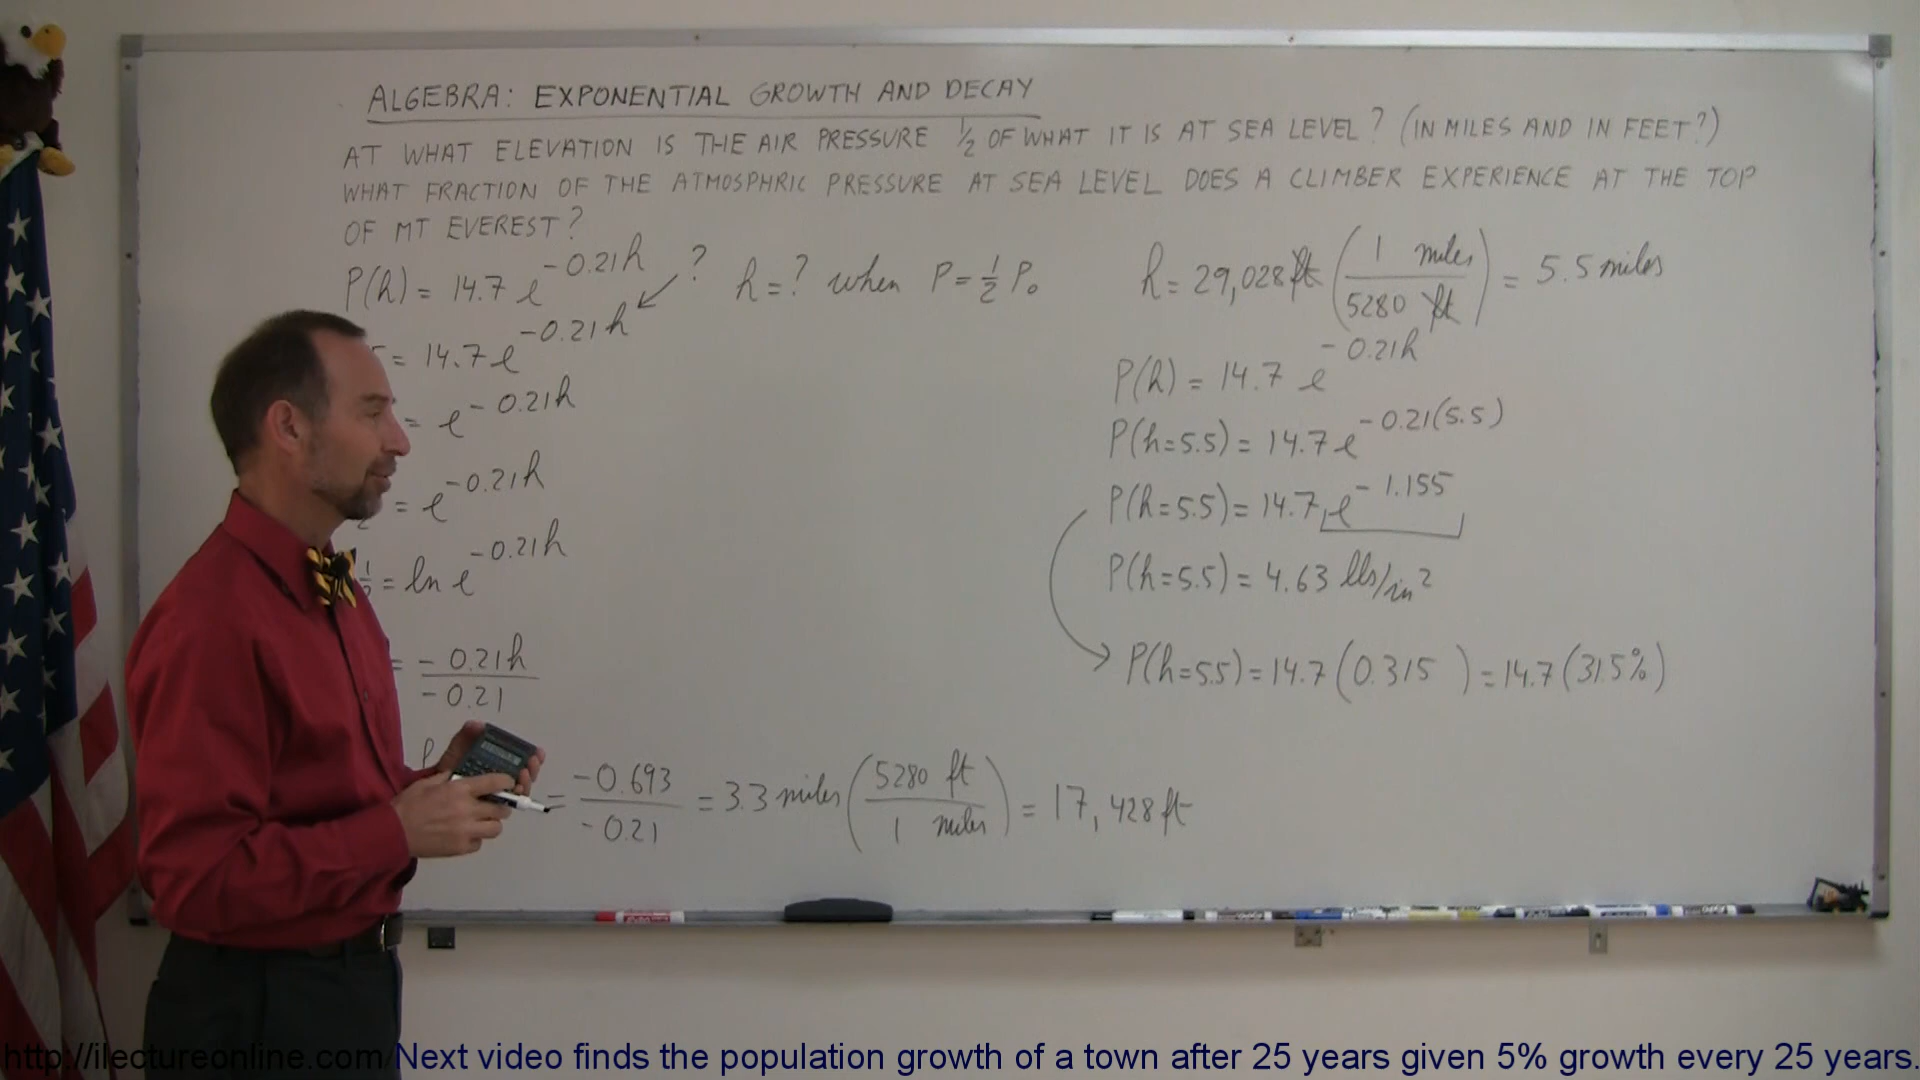 ALGEBRA: EXPONENTIAL GROWTH AND DECAY
AT WHAT ELEVATION IS THE AIR PRESSURE 1/2 OF WHAT IT IS AT SEA LEVEL? (IN MILES AND IN FEET?)
WHAT FRACTION OF THE ATMOSPHRIC PRESSURE AT SEA LEVEL DOES A CLIMBER EXPERIENCE AT THE TOP
OF MT EVEREST?
P(h) = 14.7 e^-0.21h ? h = ? when P = 1/2 P₀
= 14.7 e^-0.21h
= e^-0.21h
= e^-0.21h
= ln e^-0.21h
= -0.21h / -0.21
= -0.693 / -0.21 = 3.3 miles (5280 ft / 1 miles) = 17,428 ft
h = 29,028 ft (1 miles / 5280 ft) = 5.5 miles
P(h) = 14.7 e^-0.21h
P(h=5.5) = 14.7 e^-0.21(5.5)
P(h=5.5) = 14.7 e^-1.155
P(h=5.5) = 4.63 lbs/in²
P(h=5.5) = 14.7 (0.315) = 14.7 (31.5%)
http://ilectureonline.com/Next video finds the population growth of a town after 25 years given 5% growth every 25 years.